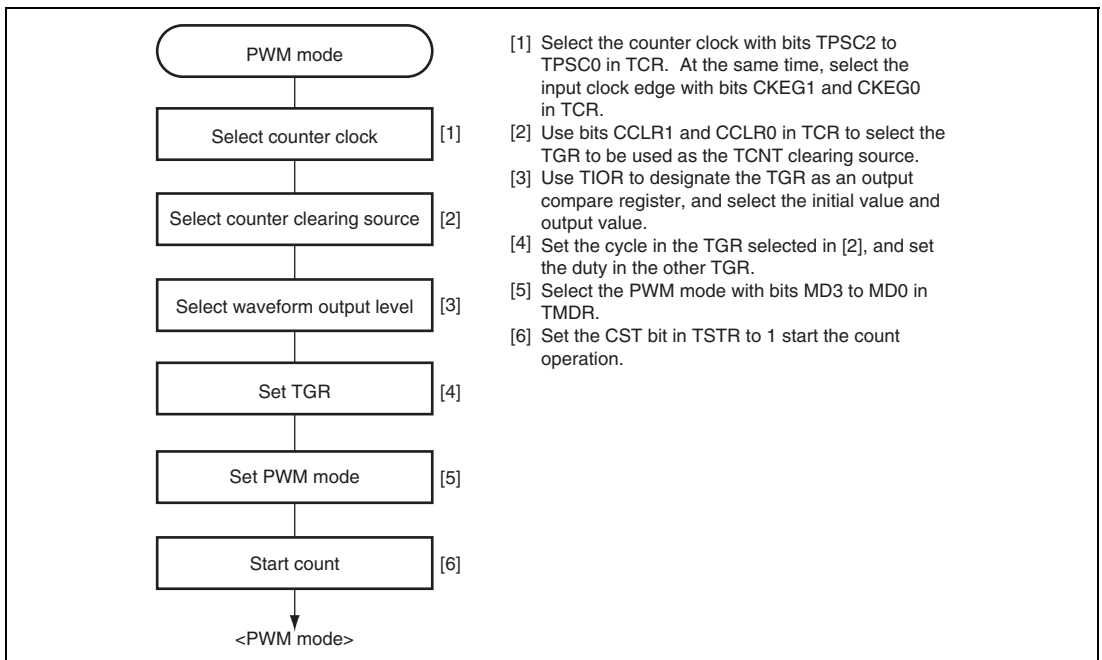 PWM mode
Select counter clock
[1]
Select counter clearing source
[2]
Select waveform output level
[3]
Set TGR
[4]
Set PWM mode
[5]
Start count
[6]
<PWM mode>
[1] Select the counter clock with bits TPSC2 to
TPSC0 in TCR. At the same time, select the
input clock edge with bits CKEG1 and CKEG0
in TCR.
[2] Use bits CCLR1 and CCLR0 in TCR to select the
TGR to be used as the TCNT clearing source.
[3] Use TIOR to designate the TGR as an output
compare register, and select the initial value and
output value.
[4] Set the cycle in the TGR selected in [2], and set
the duty in the other TGR.
[5] Select the PWM mode with bits MD3 to MD0 in
TMDR.
[6] Set the CST bit in TSTR to 1 start the count
operation.